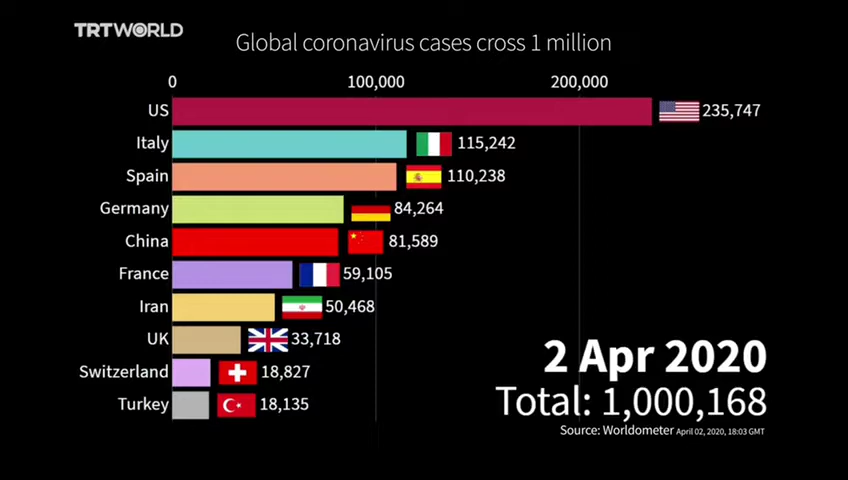 TRT WORLD
Global coronavirus cases cross 1 million
0 100,000 200,000
US 235,747
Italy 115,242
Spain 110,238
Germany 84,264
China 81,589
France 59,105
Iran 50,468
UK 33,718
Switzerland 18,827
Turkey 18,135
2 Apr 2020
Total: 1,000,168
Source: Worldometer April 02, 2020, 18:03 GMT